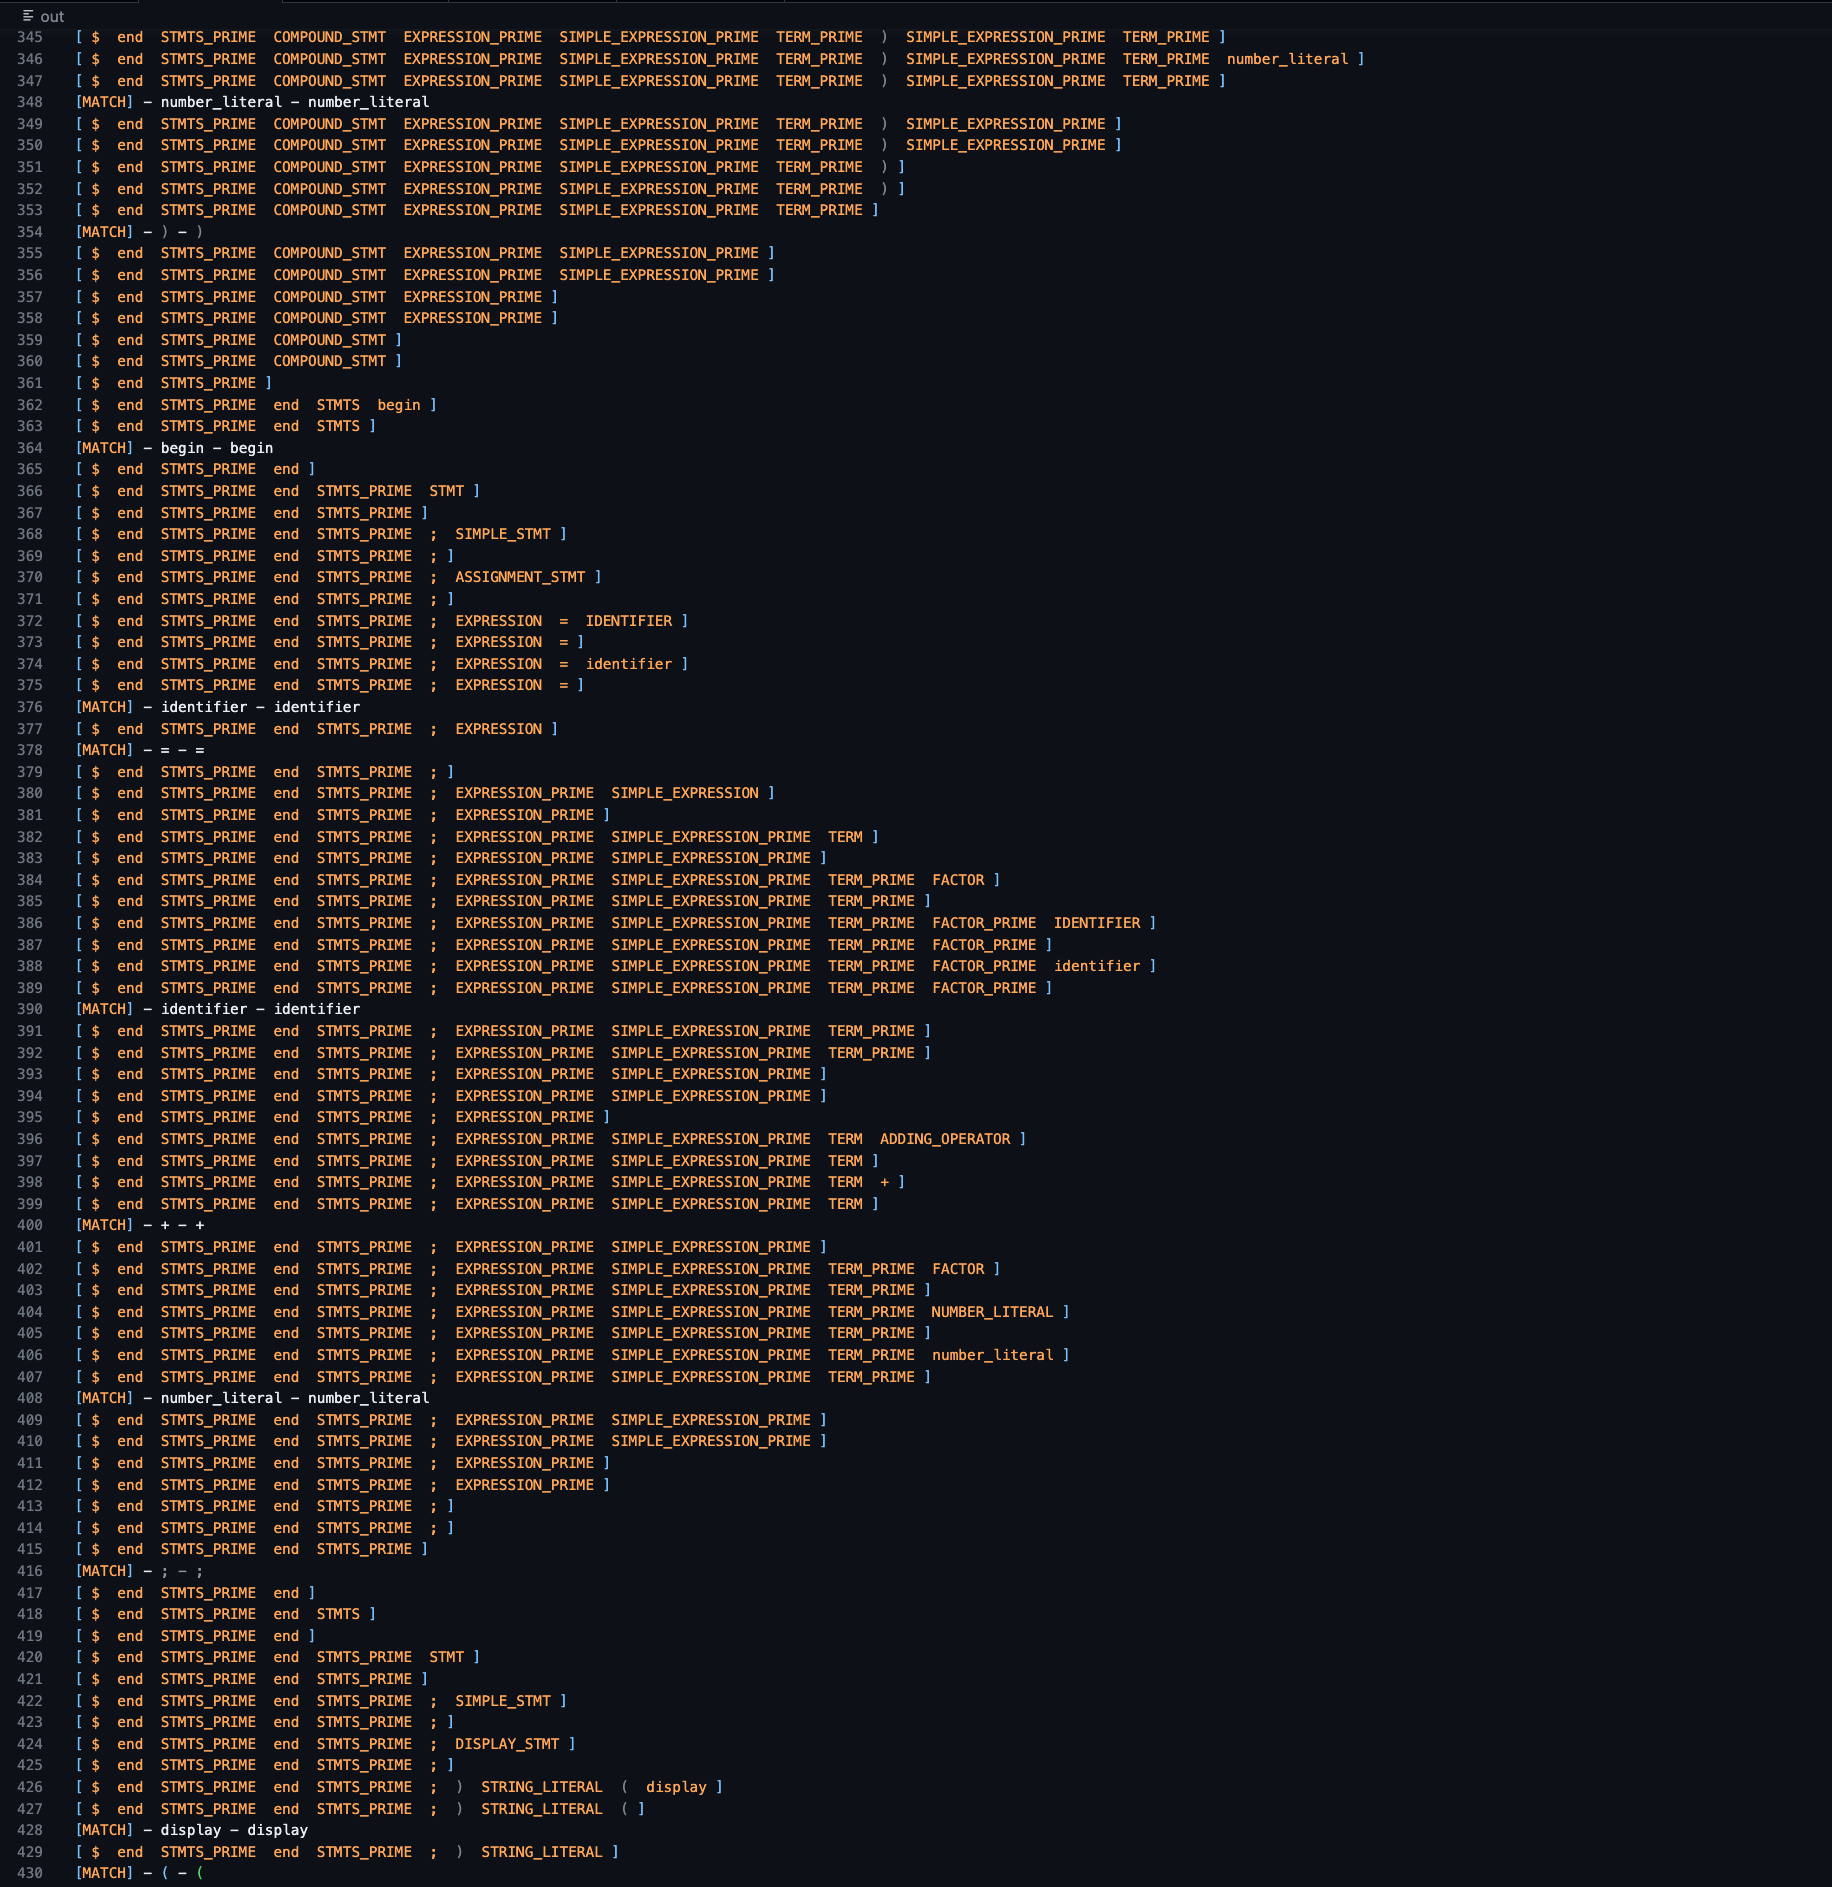 out
345 [ $ end STMTS_PRIME COMPOUND_STMT EXPRESSION_PRIME SIMPLE_EXPRESSION_PRIME TERM_PRIME ) SIMPLE_EXPRESSION_PRIME TERM_PRIME ]
346 [ $ end STMTS_PRIME COMPOUND_STMT EXPRESSION_PRIME SIMPLE_EXPRESSION_PRIME TERM_PRIME ) SIMPLE_EXPRESSION_PRIME TERM_PRIME number_literal ]
347 [ $ end STMTS_PRIME COMPOUND_STMT EXPRESSION_PRIME SIMPLE_EXPRESSION_PRIME TERM_PRIME ) SIMPLE_EXPRESSION_PRIME TERM_PRIME ]
348 [MATCH] - number_literal - number_literal
349 [ $ end STMTS_PRIME COMPOUND_STMT EXPRESSION_PRIME SIMPLE_EXPRESSION_PRIME TERM_PRIME ) SIMPLE_EXPRESSION_PRIME ]
350 [ $ end STMTS_PRIME COMPOUND_STMT EXPRESSION_PRIME SIMPLE_EXPRESSION_PRIME TERM_PRIME ) SIMPLE_EXPRESSION_PRIME ]
351 [ $ end STMTS_PRIME COMPOUND_STMT EXPRESSION_PRIME SIMPLE_EXPRESSION_PRIME TERM_PRIME ) ]
352 [ $ end STMTS_PRIME COMPOUND_STMT EXPRESSION_PRIME SIMPLE_EXPRESSION_PRIME TERM_PRIME ) ]
353 [ $ end STMTS_PRIME COMPOUND_STMT EXPRESSION_PRIME SIMPLE_EXPRESSION_PRIME TERM_PRIME ]
354 [MATCH] - ) - )
355 [ $ end STMTS_PRIME COMPOUND_STMT EXPRESSION_PRIME SIMPLE_EXPRESSION_PRIME ]
356 [ $ end STMTS_PRIME COMPOUND_STMT EXPRESSION_PRIME SIMPLE_EXPRESSION_PRIME ]
357 [ $ end STMTS_PRIME COMPOUND_STMT EXPRESSION_PRIME ]
358 [ $ end STMTS_PRIME COMPOUND_STMT EXPRESSION_PRIME ]
359 [ $ end STMTS_PRIME COMPOUND_STMT ]
360 [ $ end STMTS_PRIME COMPOUND_STMT ]
361 [ $ end STMTS_PRIME ]
362 [ $ end STMTS_PRIME end STMTS begin ]
363 [ $ end STMTS_PRIME end STMTS ]
364 [MATCH] - begin - begin
365 [ $ end STMTS_PRIME end ]
366 [ $ end STMTS_PRIME end STMTS_PRIME STMT ]
367 [ $ end STMTS_PRIME end STMTS_PRIME ]
368 [ $ end STMTS_PRIME end STMTS_PRIME ; SIMPLE_STMT ]
369 [ $ end STMTS_PRIME end STMTS_PRIME ; ]
370 [ $ end STMTS_PRIME end STMTS_PRIME ; ASSIGNMENT_STMT ]
371 [ $ end STMTS_PRIME end STMTS_PRIME ; ]
372 [ $ end STMTS_PRIME end STMTS_PRIME ; EXPRESSION = IDENTIFIER ]
373 [ $ end STMTS_PRIME end STMTS_PRIME ; EXPRESSION = ]
374 [ $ end STMTS_PRIME end STMTS_PRIME ; EXPRESSION = identifier ]
375 [ $ end STMTS_PRIME end STMTS_PRIME ; EXPRESSION = ]
376 [MATCH] - identifier - identifier
377 [ $ end STMTS_PRIME end STMTS_PRIME ; EXPRESSION ]
378 [MATCH] - = - =
379 [ $ end STMTS_PRIME end STMTS_PRIME ; ]
380 [ $ end STMTS_PRIME end STMTS_PRIME ; EXPRESSION_PRIME SIMPLE_EXPRESSION ]
381 [ $ end STMTS_PRIME end STMTS_PRIME ; EXPRESSION_PRIME ]
382 [ $ end STMTS_PRIME end STMTS_PRIME ; EXPRESSION_PRIME SIMPLE_EXPRESSION_PRIME TERM ]
383 [ $ end STMTS_PRIME end STMTS_PRIME ; EXPRESSION_PRIME SIMPLE_EXPRESSION_PRIME ]
384 [ $ end STMTS_PRIME end STMTS_PRIME ; EXPRESSION_PRIME SIMPLE_EXPRESSION_PRIME TERM_PRIME FACTOR ]
385 [ $ end STMTS_PRIME end STMTS_PRIME ; EXPRESSION_PRIME SIMPLE_EXPRESSION_PRIME TERM_PRIME ]
386 [ $ end STMTS_PRIME end STMTS_PRIME ; EXPRESSION_PRIME SIMPLE_EXPRESSION_PRIME TERM_PRIME FACTOR_PRIME IDENTIFIER ]
387 [ $ end STMTS_PRIME end STMTS_PRIME ; EXPRESSION_PRIME SIMPLE_EXPRESSION_PRIME TERM_PRIME FACTOR_PRIME ]
388 [ $ end STMTS_PRIME end STMTS_PRIME ; EXPRESSION_PRIME SIMPLE_EXPRESSION_PRIME TERM_PRIME FACTOR_PRIME identifier ]
389 [ $ end STMTS_PRIME end STMTS_PRIME ; EXPRESSION_PRIME SIMPLE_EXPRESSION_PRIME TERM_PRIME FACTOR_PRIME ]
390 [MATCH] - identifier - identifier
391 [ $ end STMTS_PRIME end STMTS_PRIME ; EXPRESSION_PRIME SIMPLE_EXPRESSION_PRIME TERM_PRIME ]
392 [ $ end STMTS_PRIME end STMTS_PRIME ; EXPRESSION_PRIME SIMPLE_EXPRESSION_PRIME TERM_PRIME ]
393 [ $ end STMTS_PRIME end STMTS_PRIME ; EXPRESSION_PRIME SIMPLE_EXPRESSION_PRIME ]
394 [ $ end STMTS_PRIME end STMTS_PRIME ; EXPRESSION_PRIME SIMPLE_EXPRESSION_PRIME ]
395 [ $ end STMTS_PRIME end STMTS_PRIME ; EXPRESSION_PRIME ]
396 [ $ end STMTS_PRIME end STMTS_PRIME ; EXPRESSION_PRIME SIMPLE_EXPRESSION_PRIME TERM ADDING_OPERATOR ]
397 [ $ end STMTS_PRIME end STMTS_PRIME ; EXPRESSION_PRIME SIMPLE_EXPRESSION_PRIME TERM ]
398 [ $ end STMTS_PRIME end STMTS_PRIME ; EXPRESSION_PRIME SIMPLE_EXPRESSION_PRIME TERM + ]
399 [ $ end STMTS_PRIME end STMTS_PRIME ; EXPRESSION_PRIME SIMPLE_EXPRESSION_PRIME TERM ]
400 [MATCH] - + - +
401 [ $ end STMTS_PRIME end STMTS_PRIME ; EXPRESSION_PRIME SIMPLE_EXPRESSION_PRIME ]
402 [ $ end STMTS_PRIME end STMTS_PRIME ; EXPRESSION_PRIME SIMPLE_EXPRESSION_PRIME TERM_PRIME FACTOR ]
403 [ $ end STMTS_PRIME end STMTS_PRIME ; EXPRESSION_PRIME SIMPLE_EXPRESSION_PRIME TERM_PRIME ]
404 [ $ end STMTS_PRIME end STMTS_PRIME ; EXPRESSION_PRIME SIMPLE_EXPRESSION_PRIME TERM_PRIME NUMBER_LITERAL ]
405 [ $ end STMTS_PRIME end STMTS_PRIME ; EXPRESSION_PRIME SIMPLE_EXPRESSION_PRIME TERM_PRIME ]
406 [ $ end STMTS_PRIME end STMTS_PRIME ; EXPRESSION_PRIME SIMPLE_EXPRESSION_PRIME TERM_PRIME number_literal ]
407 [ $ end STMTS_PRIME end STMTS_PRIME ; EXPRESSION_PRIME SIMPLE_EXPRESSION_PRIME TERM_PRIME ]
408 [MATCH] - number_literal - number_literal
409 [ $ end STMTS_PRIME end STMTS_PRIME ; EXPRESSION_PRIME SIMPLE_EXPRESSION_PRIME ]
410 [ $ end STMTS_PRIME end STMTS_PRIME ; EXPRESSION_PRIME SIMPLE_EXPRESSION_PRIME ]
411 [ $ end STMTS_PRIME end STMTS_PRIME ; EXPRESSION_PRIME ]
412 [ $ end STMTS_PRIME end STMTS_PRIME ; EXPRESSION_PRIME ]
413 [ $ end STMTS_PRIME end STMTS_PRIME ; ]
414 [ $ end STMTS_PRIME end STMTS_PRIME ; ]
415 [ $ end STMTS_PRIME end STMTS_PRIME ]
416 [MATCH] - ; - ;
417 [ $ end STMTS_PRIME end ]
418 [ $ end STMTS_PRIME end STMTS ]
419 [ $ end STMTS_PRIME end ]
420 [ $ end STMTS_PRIME end STMTS_PRIME STMT ]
421 [ $ end STMTS_PRIME end STMTS_PRIME ]
422 [ $ end STMTS_PRIME end STMTS_PRIME ; SIMPLE_STMT ]
423 [ $ end STMTS_PRIME end STMTS_PRIME ; ]
424 [ $ end STMTS_PRIME end STMTS_PRIME ; DISPLAY_STMT ]
425 [ $ end STMTS_PRIME end STMTS_PRIME ; ]
426 [ $ end STMTS_PRIME end STMTS_PRIME ; ) STRING_LITERAL ( display ]
427 [ $ end STMTS_PRIME end STMTS_PRIME ; ) STRING_LITERAL ( ]
428 [MATCH] - display - display
429 [ $ end STMTS_PRIME end STMTS_PRIME ; ) STRING_LITERAL ]
430 [MATCH] - ( - (